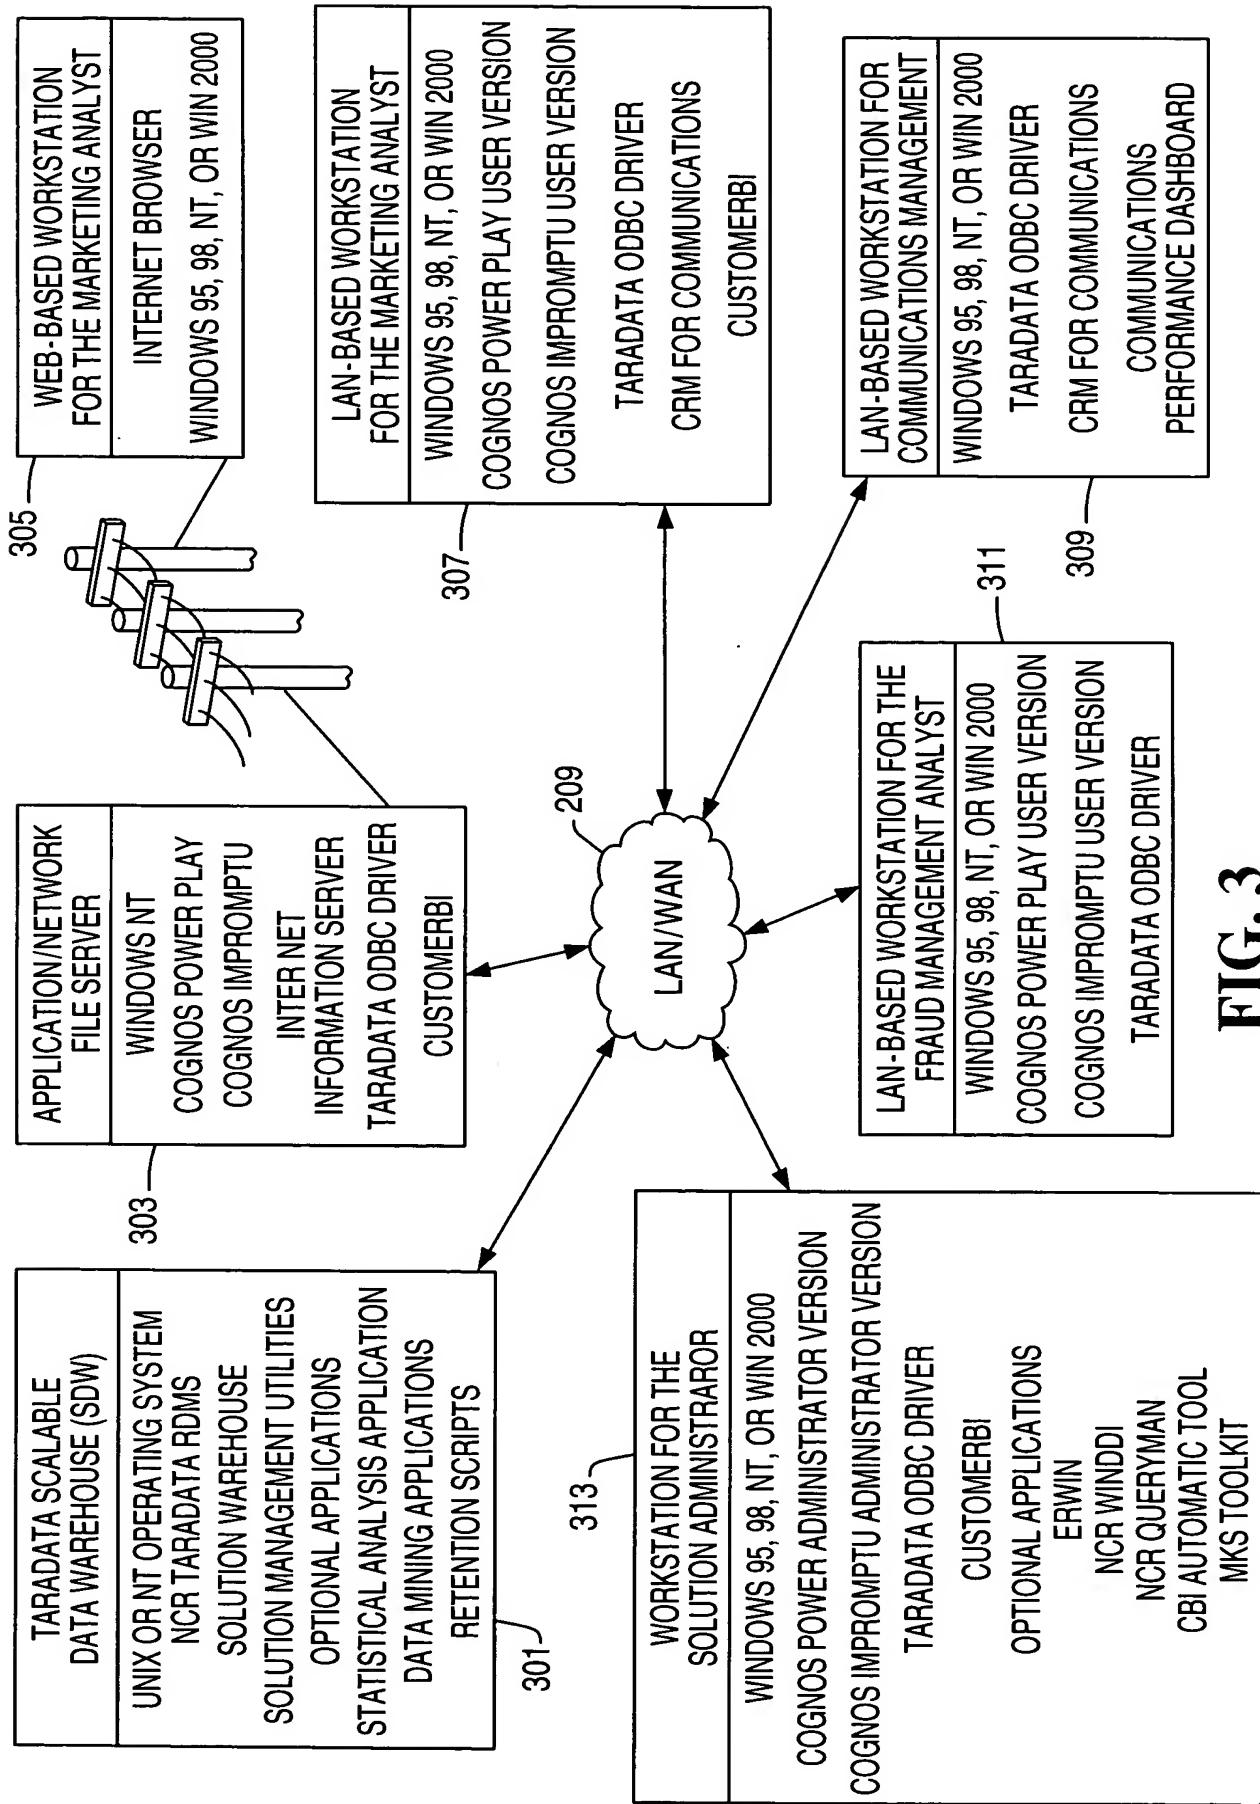 TARADATA SCALABLE
DATA WAREHOUSE (SDW)
UNIX OR NT OPERATING SYSTEM
NCR TARADATA RDMS
SOLUTION WAREHOUSE
SOLUTION MANAGEMENT UTILITIES
OPTIONAL APPLICATIONS
STATISTICAL ANALYSIS APPLICATION
DATA MINING APPLICATIONS
RETENTION SCRIPTS
301
303
APPLICATION/NETWORK
FILE SERVER
WINDOWS NT
COGNOS POWER PLAY
COGNOS IMPROMPTU
INTER NET
INFORMATION SERVER
TARADATA ODBC DRIVER
CUSTOMERBI
305
WEB-BASED WORKSTATION
FOR THE MARKETING ANALYST
INTERNET BROWSER
WINDOWS 95, 98, NT, OR WIN 2000
LAN-BASED WORKSTATION
FOR THE MARKETING ANALYST
WINDOWS 95, 98, NT, OR WIN 2000
COGNOS POWER PLAY USER VERSION
COGNOS IMPROMPTU USER VERSION
TARADATA ODBC DRIVER
CRM FOR COMMUNICATIONS
CUSTOMERBI
307
209
LAN/WAN
313
WORKSTATION FOR THE
SOLUTION ADMINISTRAROR
WINDOWS 95, 98, NT, OR WIN 2000
COGNOS POWER ADMINISTRATOR VERSION
COGNOS IMPROMPTU ADMINISTRATOR VERSION
TARADATA ODBC DRIVER
CUSTOMERBI
OPTIONAL APPLICATIONS
ERWIN
NCR WINDDI
NCR QUERYMAN
CBI AUTOMATIC TOOL
MKS TOOLKIT
LAN-BASED WORKSTATION FOR THE
FRAUD MANAGEMENT ANALYST
WINDOWS 95, 98, NT, OR WIN 2000
COGNOS POWER PLAY USER VERSION
COGNOS IMPROMPTU USER VERSION
TARADATA ODBC DRIVER
311
LAN-BASED WORKSTATION FOR
COMMUNICATIONS MANAGEMENT
WINDOWS 95, 98, NT, OR WIN 2000
TARADATA ODBC DRIVER
CRM FOR COMMUNICATIONS
COMMUNICATIONS
PERFORMANCE DASHBOARD
309
FIG. 3